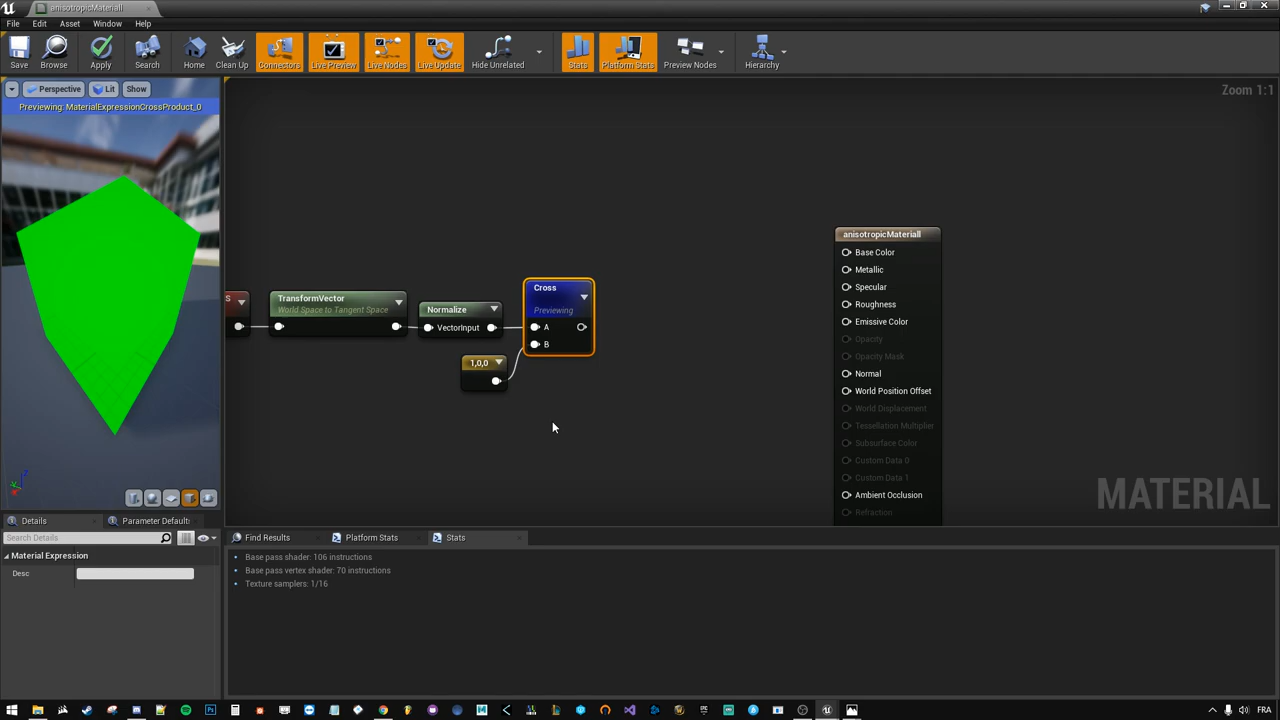 anisotropicMateriall
File Edit Asset Window Help
Save Browse Apply Search Home Clean Up Connectors Live Preview Live Nodes Live Update Hide Unrelated Stats Platform Stats Preview Nodes Hierarchy
Perspective Lit Show
Previewing: MaterialExpressionCrossProduct_0
Zoom 1:1
anisotropicMateriall
Base Color
Metallic
Specular
Roughness
Emissive Color
Opacity
Opacity Mask
Normal
World Position Offset
World Displacement
Tessellation Multiplier
Subsurface Color
Custom Data 0
Custom Data 1
Ambient Occlusion
Refraction
S
TransformVector
World Space to Tangent Space
Normalize
VectorInput
1,0,0
Cross
Previewing
A
B
MATERIAL
Details Parameter Default
Search Details
Material Expression
Desc
Find Results Platform Stats Stats
Base pass shader: 106 instructions
Base pass vertex shader: 70 instructions
Texture samplers: 1/16
FRA